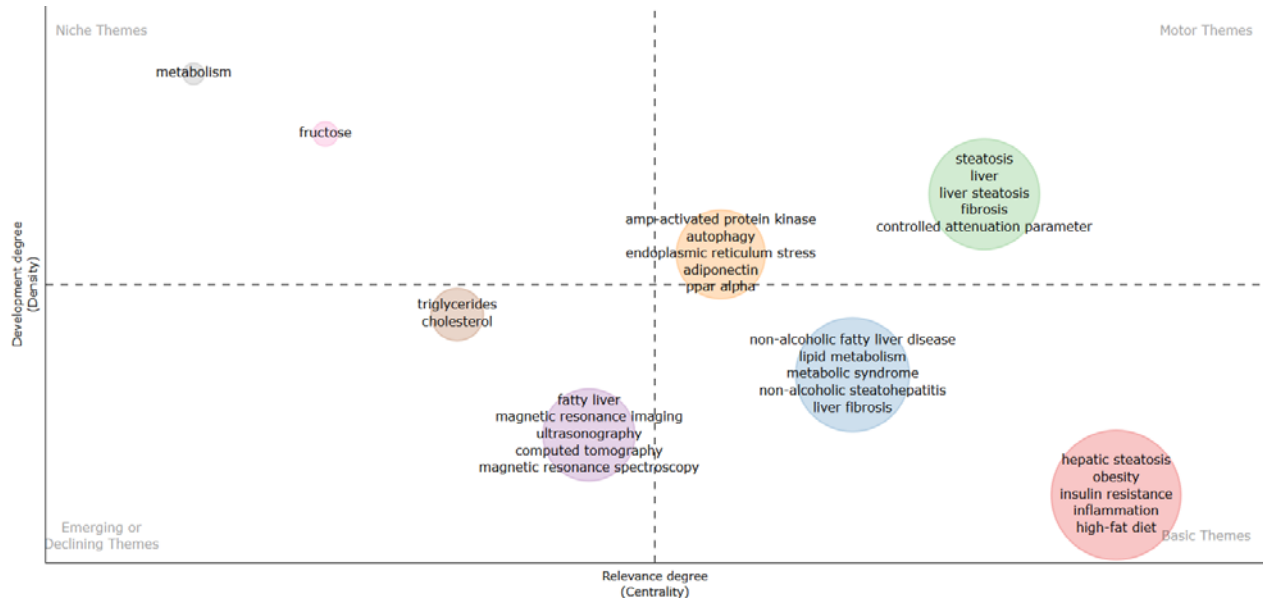 Niche Themes
Motor Themes
metabolism
fructose
steatosis
liver
liver steatosis
fibrosis
controlled attenuation parameter
amp-activated protein kinase
autophagy
endoplasmic reticulum stress
adiponectin
ppar alpha
Development degree
(Density)
triglycerides
cholesterol
non-alcoholic fatty liver disease
lipid metabolism
metabolic syndrome
non-alcoholic steatohepatitis
liver fibrosis
fatty liver
magnetic resonance imaging
ultrasonography
computed tomography
magnetic resonance spectroscopy
hepatic steatosis
obesity
insulin resistance
inflammation
high-fat diet
Emerging or
Declining Themes
Basic Themes
Relevance degree
(Centrality)